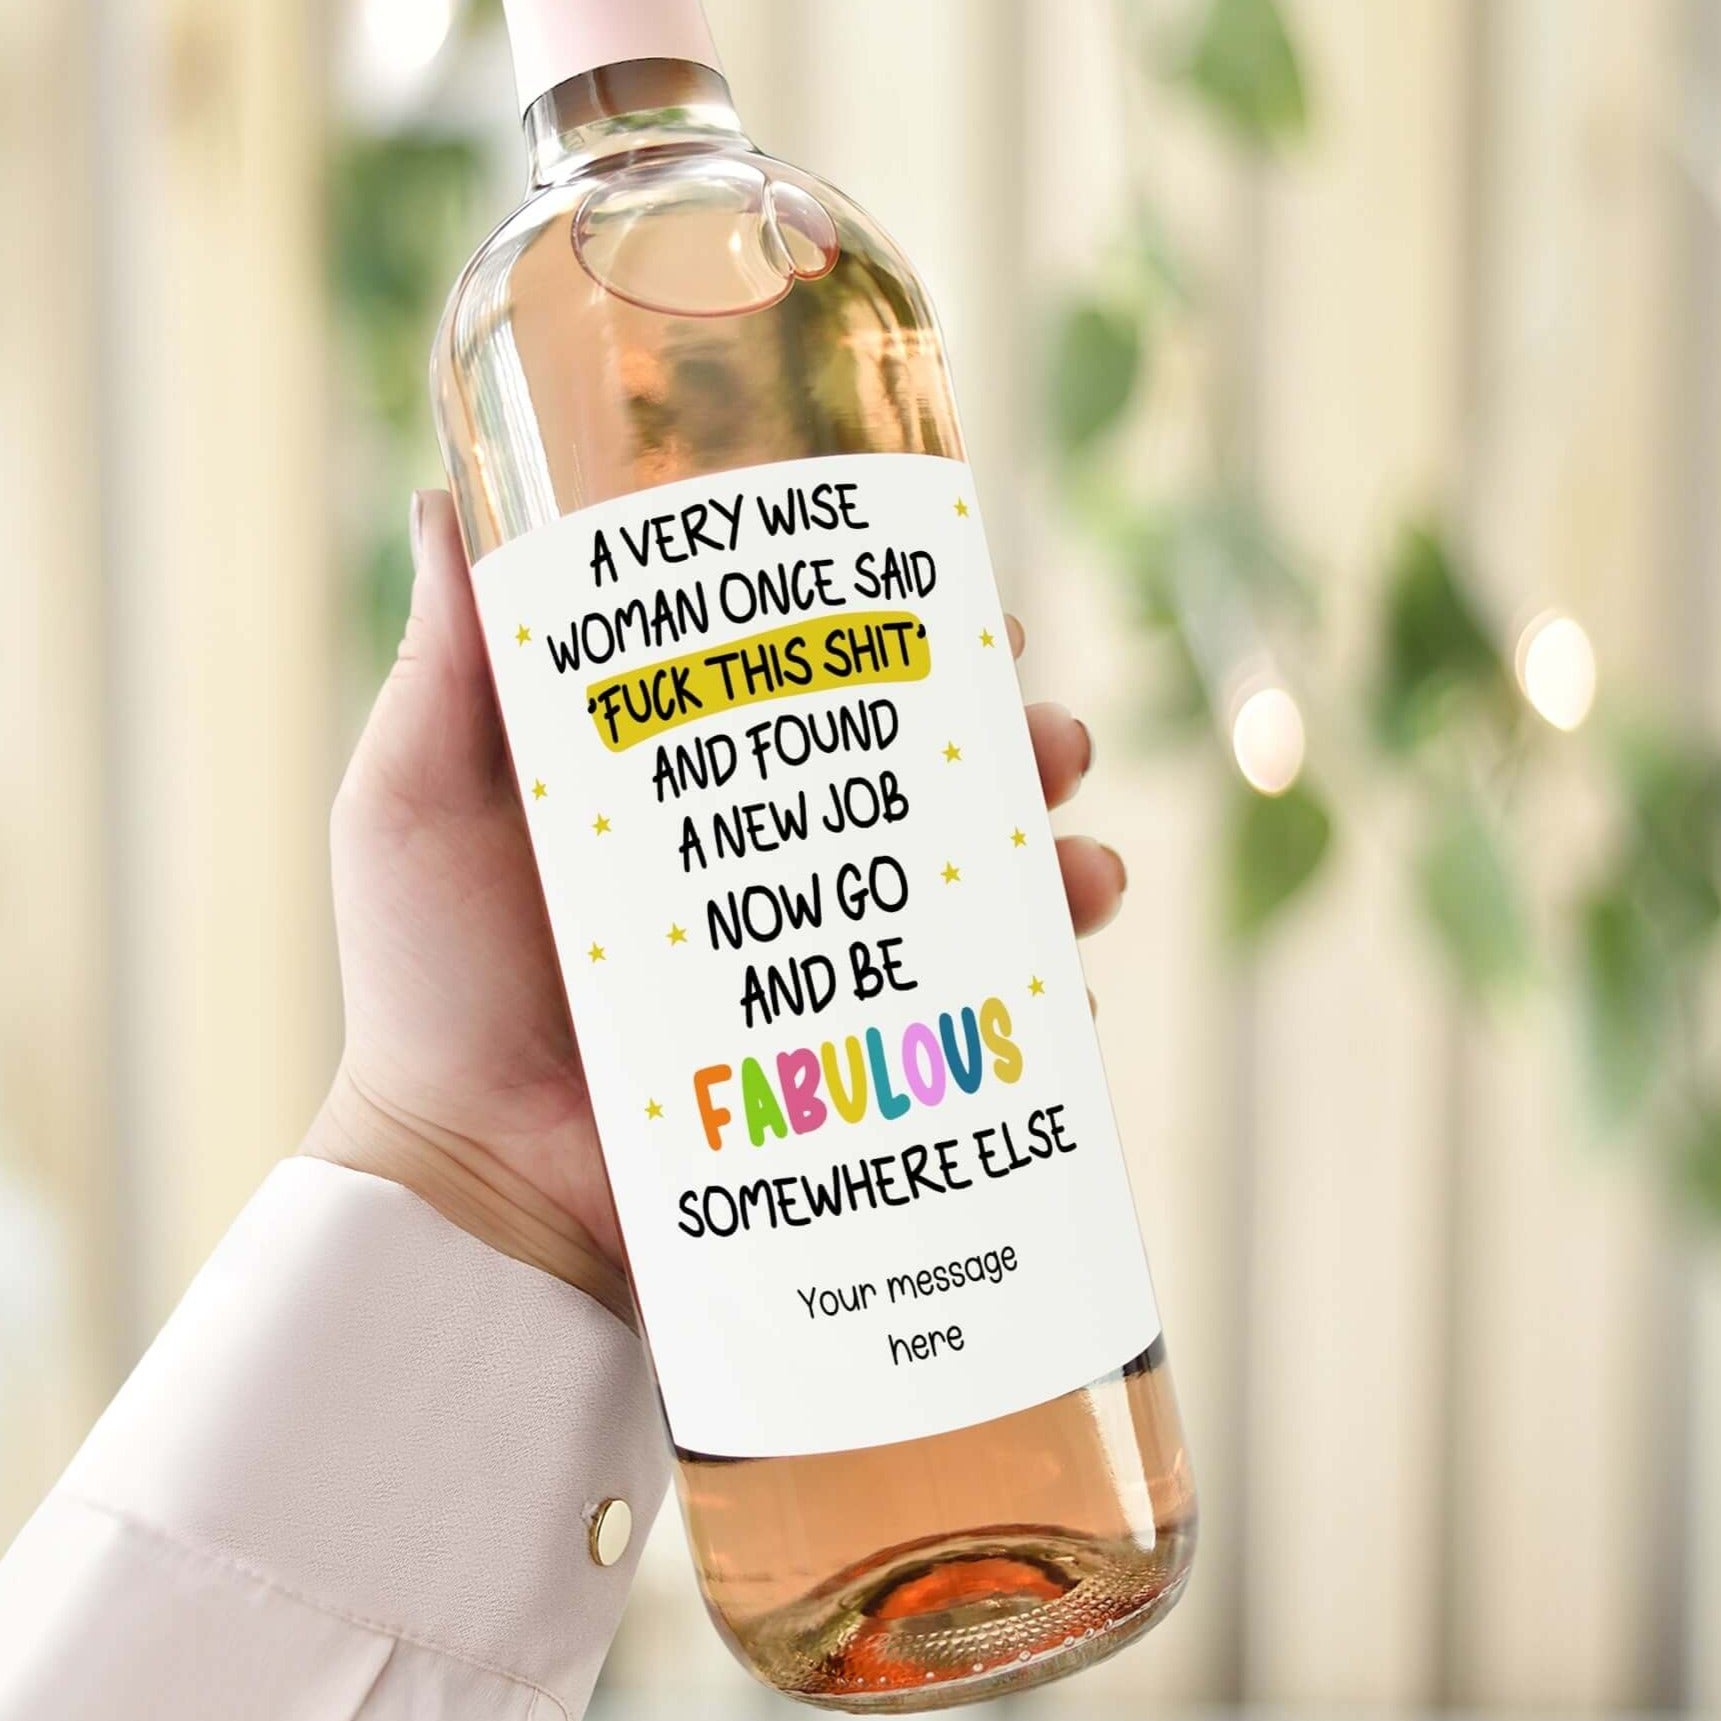 A VERY WISE
WOMAN ONCE SAID
'FUCK THIS SHIT'
AND FOUND
A NEW JOB
NOW GO
AND BE
FABULOUS
SOMEWHERE ELSE
Your message
here